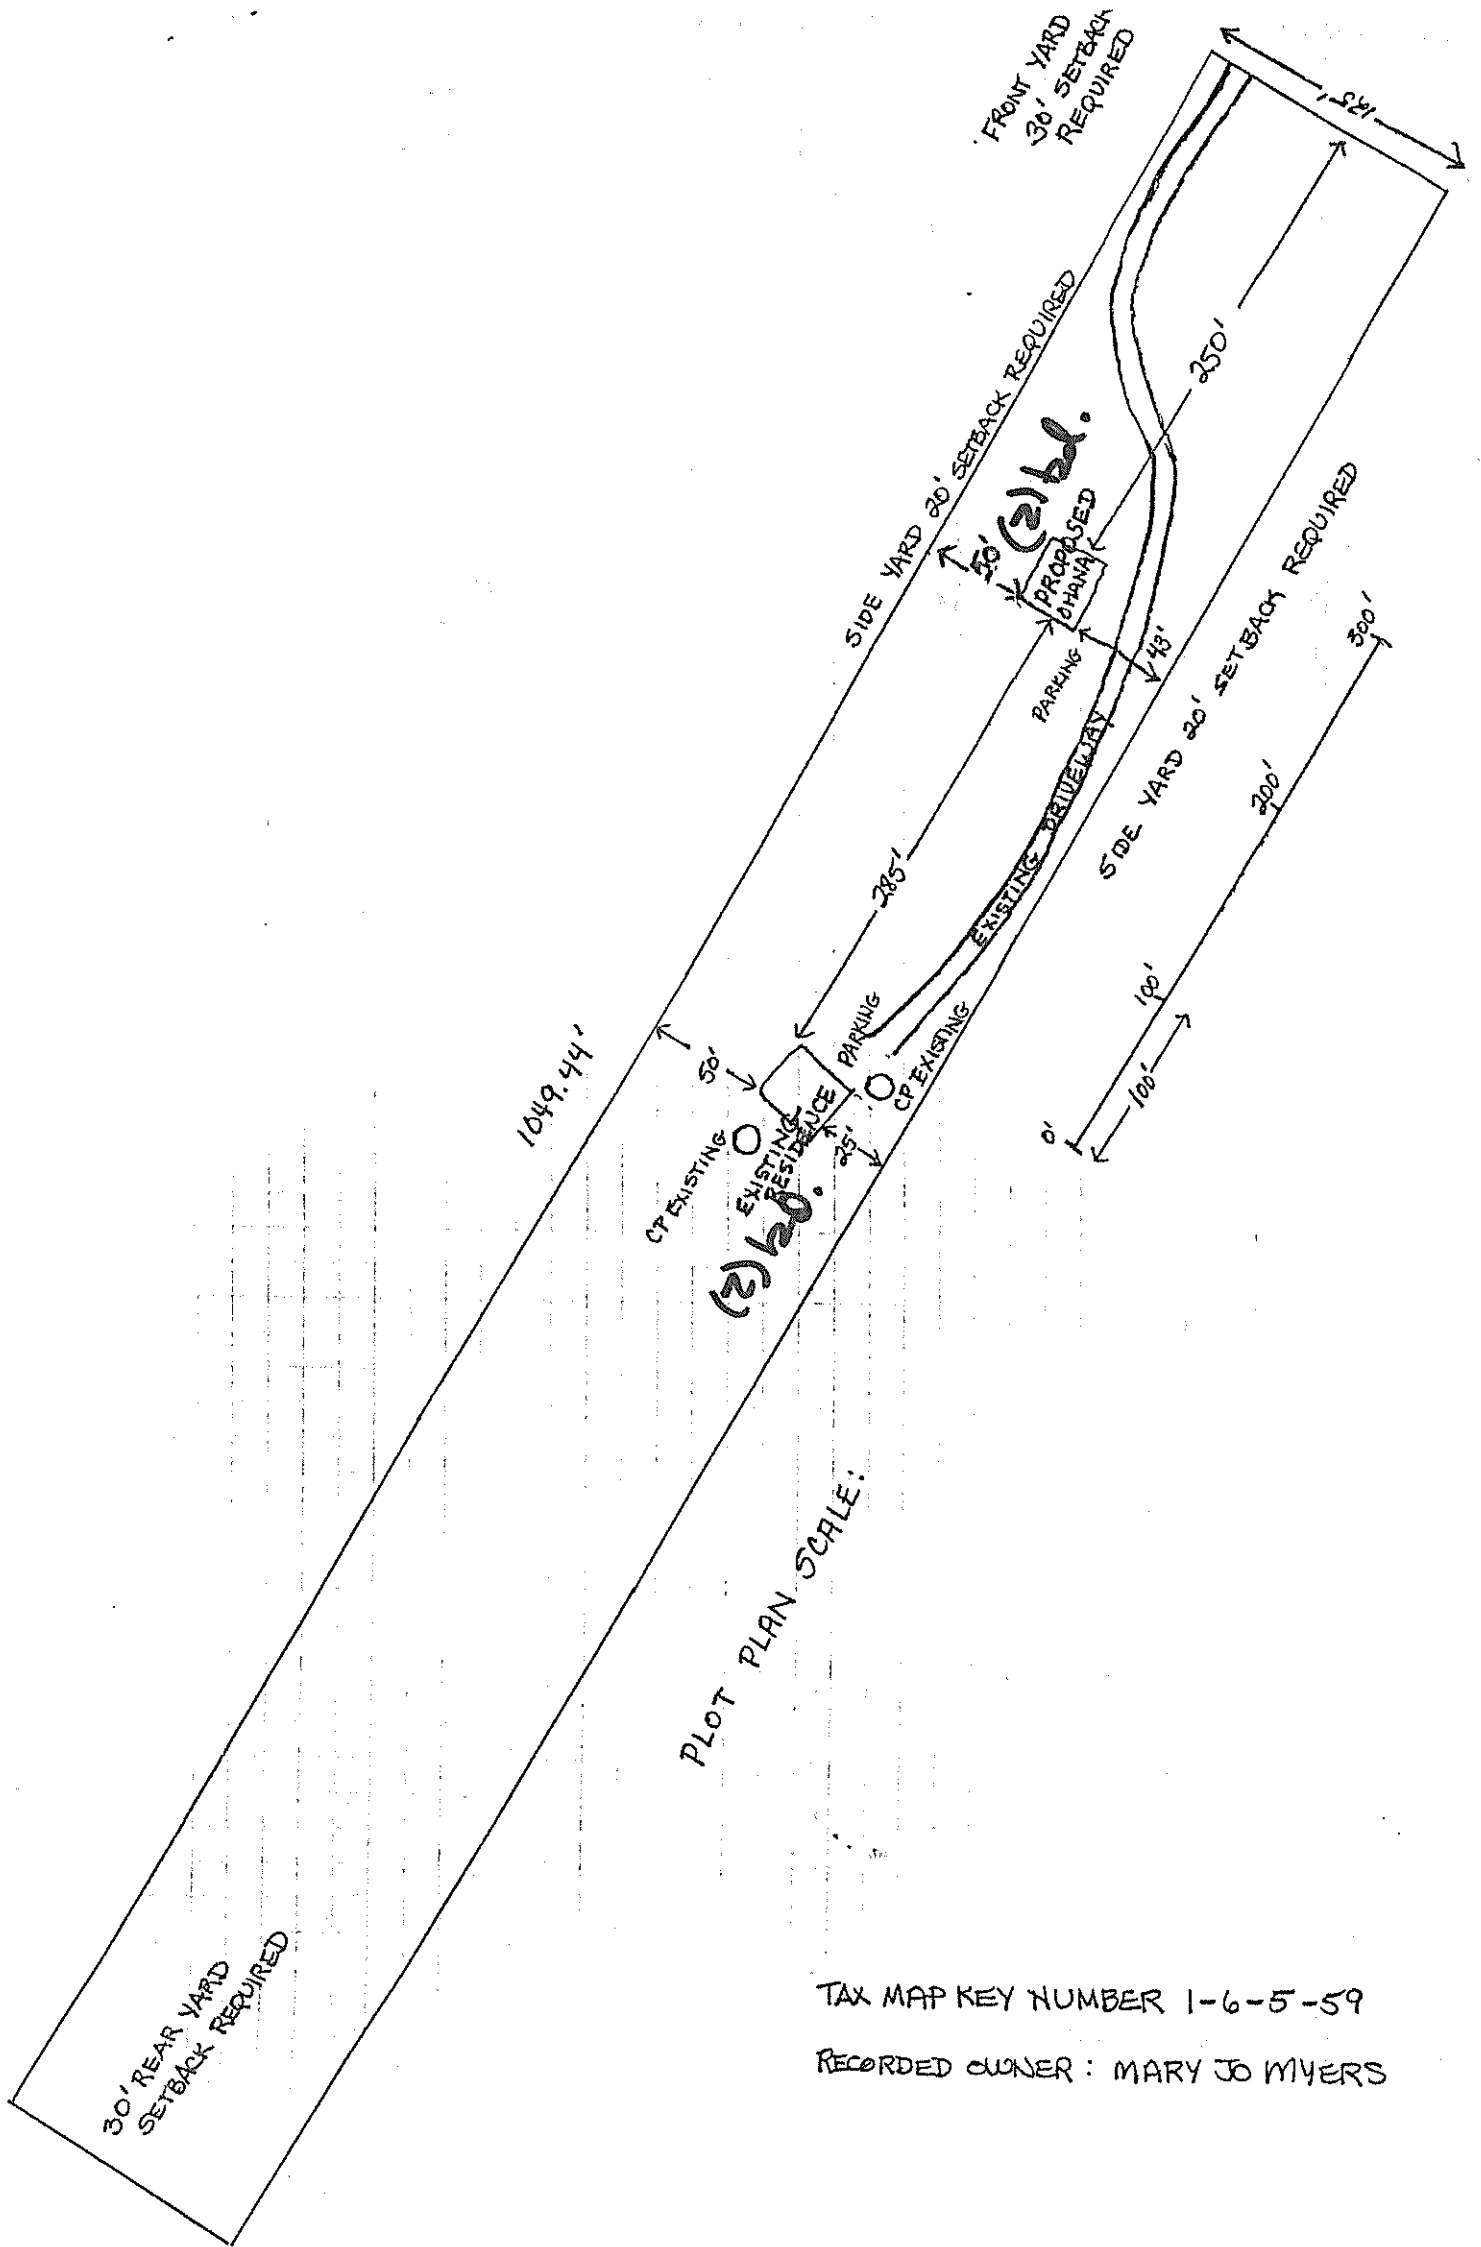 FRONT YARD
30' SETBACK
REQUIRED
125'
SIDE YARD 20' SETBACK REQUIRED
250'
(2) bd.
50'
PROPOSED
OHANA
PARKING
43'
SIDE YARD 20' SETBACK REQUIRED
285'
EXISTING DRIVEWAY
300'
200'
100'
0'
100'
1049.44'
50'
PARKING
CP EXISTING
CP EXISTING
EXISTING
RESIDENCE
25'
(2) bd.
PLOT PLAN SCALE:
30' REAR YARD
SETBACK REQUIRED
TAX MAP KEY NUMBER 1-6-5-59
RECORDED OWNER: MARY JO MYERS